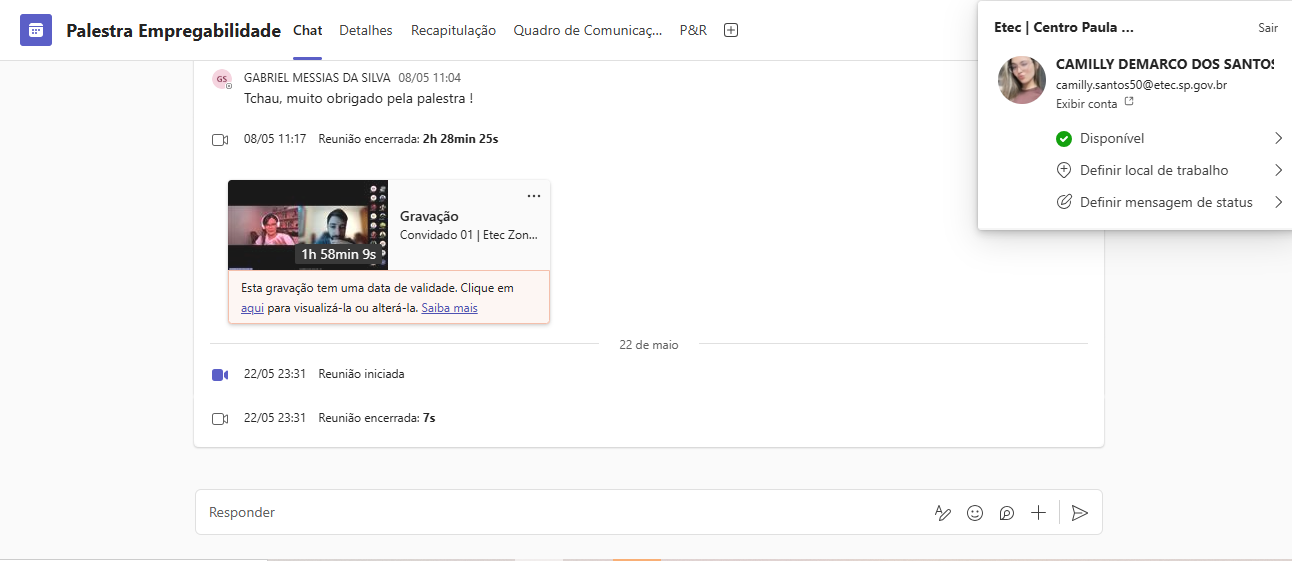 Palestra Empregabilidade
Chat
Detalhes
Recapitulação
Quadro de Comunicaç...
P&R
Etec | Centro Paula ...
Sair
CAMILLY DEMARCO DOS SANTOS
camilly.santos50@etec.sp.gov.br
Exibir conta
Disponível
Definir local de trabalho
Definir mensagem de status
GS
GABRIEL MESSIAS DA SILVA 08/05 11:04
Tchau, muito obrigado pela palestra !
08/05 11:17 Reunião encerrada: 2h 28min 25s
Gravação
Convidado 01 | Etec Zon...
1h 58min 9s
Esta gravação tem uma data de validade. Clique em
aqui para visualizá-la ou alterá-la. Saiba mais
22 de maio
22/05 23:31 Reunião iniciada
22/05 23:31 Reunião encerrada: 7s
Responder